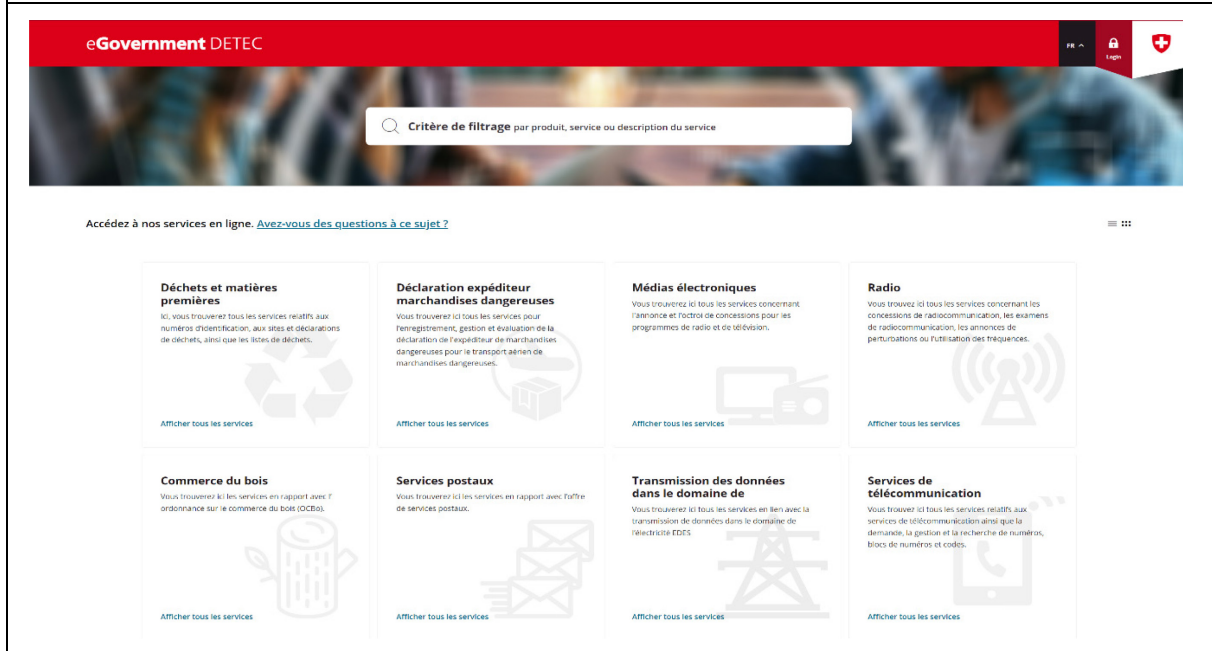 eGovernment DETEC
FR
Login
Critère de filtrage par produit, service ou description du service
Accédez à nos services en ligne. Avez-vous des questions à ce sujet ?
Déchets et matières
premières
Ici, vous trouverez tous les services relatifs aux
numéros d'identification, aux sites et déclarations
de déchets, ainsi que les listes de déchets.
Afficher tous les services
Déclaration expéditeur
marchandises dangereuses
Vous trouverez ici tous les services pour
l'enregistrement, gestion et évaluation de la
déclaration de l'expéditeur de marchandises
dangereuses pour le transport aérien de
marchandises dangereuses.
Afficher tous les services
Médias électroniques
Vous trouverez ici tous les services concernant
l'annonce et l'octroi de concessions pour les
programmes de radio et de télévision.
Afficher tous les services
Radio
Vous trouvez ici tous les services concernant les
concessions de radiocommunication, les examens
de radiocommunication, les annonces de
perturbations ou l'utilisation des fréquences.
Afficher tous les services
Commerce du bois
Vous trouverez ici les services en rapport avec l'
ordonnance sur le commerce du bois (OCBo).
Afficher tous les services
Services postaux
Vous trouverez ici les services en rapport avec l'offre
de services postaux.
Afficher tous les services
Transmission des données
dans le domaine de
Vous trouverez ici tous les services en lien avec la
transmission de données dans le domaine de
l'électricité EDES
Afficher tous les services
Services de
télécommunication
Vous trouvez ici tous les services relatifs aux
services de télécommunication ainsi que la
demande, la gestion et la recherche de numéros,
blocs de numéros et codes.
Afficher tous les services